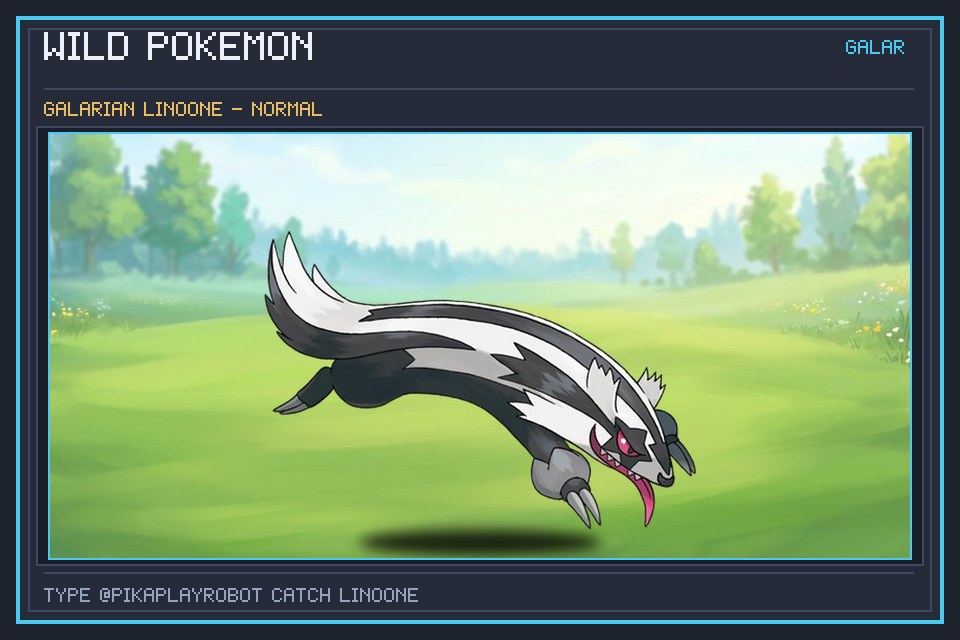 WILD POKEMON
GALAR
GALARIAN LINOONE - NORMAL
TYPE @PIKAPLAYROBOT CATCH LINOONE